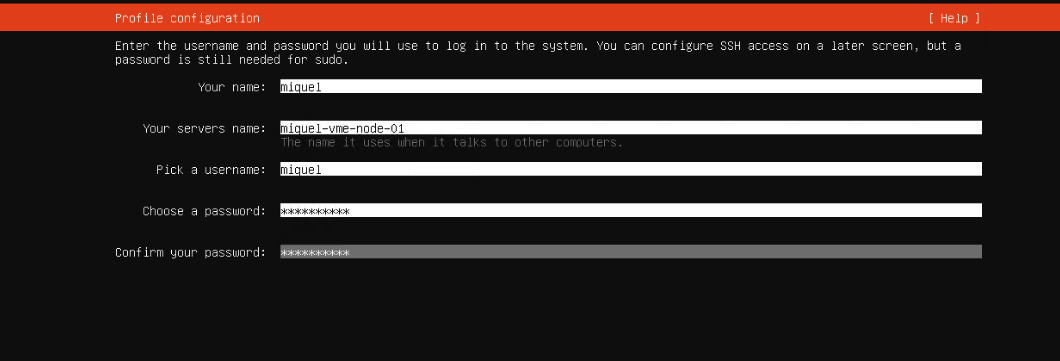 Profile configuration [ Help ]
Enter the username and password you will use to log in to the system. You can configure SSH access on a later screen, but a
password is still needed for sudo.
Your name: miquel
Your servers name: miquel-vme-node-01
The name it uses when it talks to other computers.
Pick a username: miquel
Choose a password: **********
Confirm your password: **********